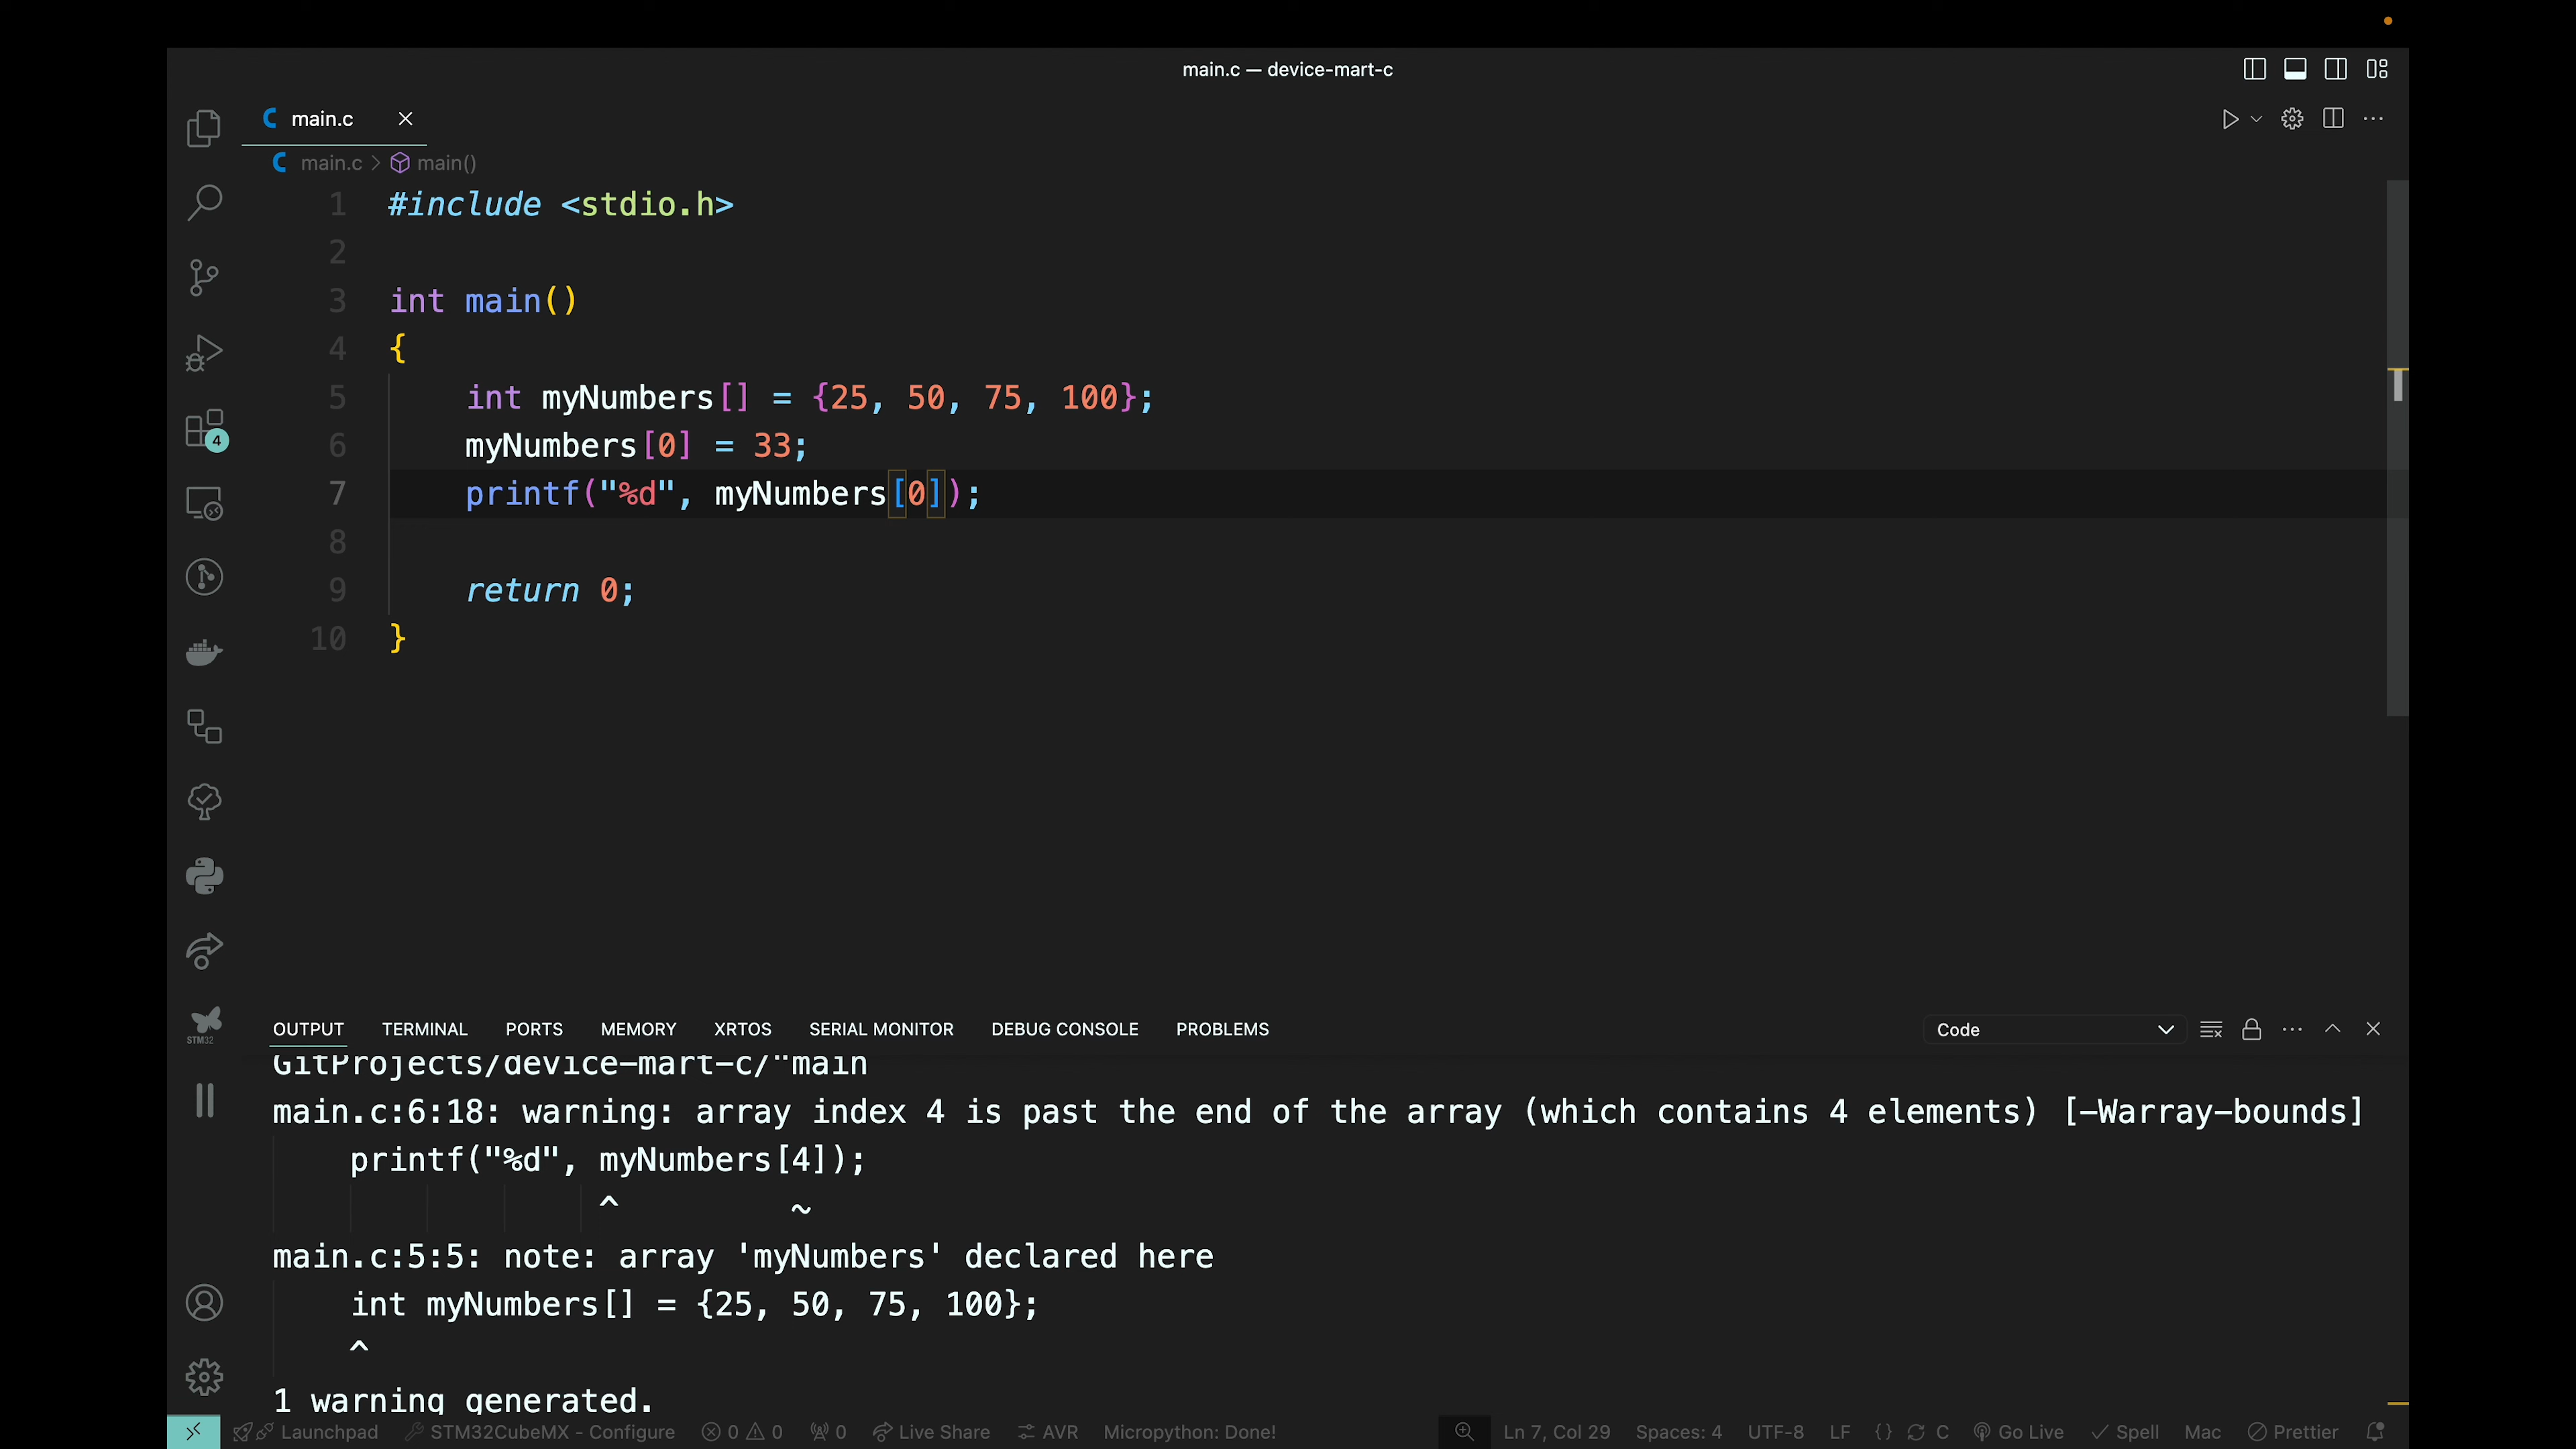 main.c — device-mart-c
main.c
main.c > main()
1 #include <stdio.h>
2
3 int main()
4 {
5 int myNumbers[] = {25, 50, 75, 100};
6 myNumbers[0] = 33;
7 printf("%d", myNumbers[0]);
8
9 return 0;
10 }
4
STM32
OUTPUT TERMINAL PORTS MEMORY XRTOS SERIAL MONITOR DEBUG CONSOLE PROBLEMS Code
GitProjects/device-mart-c/"main
main.c:6:18: warning: array index 4 is past the end of the array (which contains 4 elements) [-Warray-bounds]
printf("%d", myNumbers[4]);
^ ~
main.c:5:5: note: array 'myNumbers' declared here
int myNumbers[] = {25, 50, 75, 100};
^
1 warning generated.
Launchpad STM32CubeMX - Configure 0 0 0 Live Share AVR Micropython: Done! Ln 7, Col 29 Spaces: 4 UTF-8 LF {} C Go Live Spell Mac Prettier